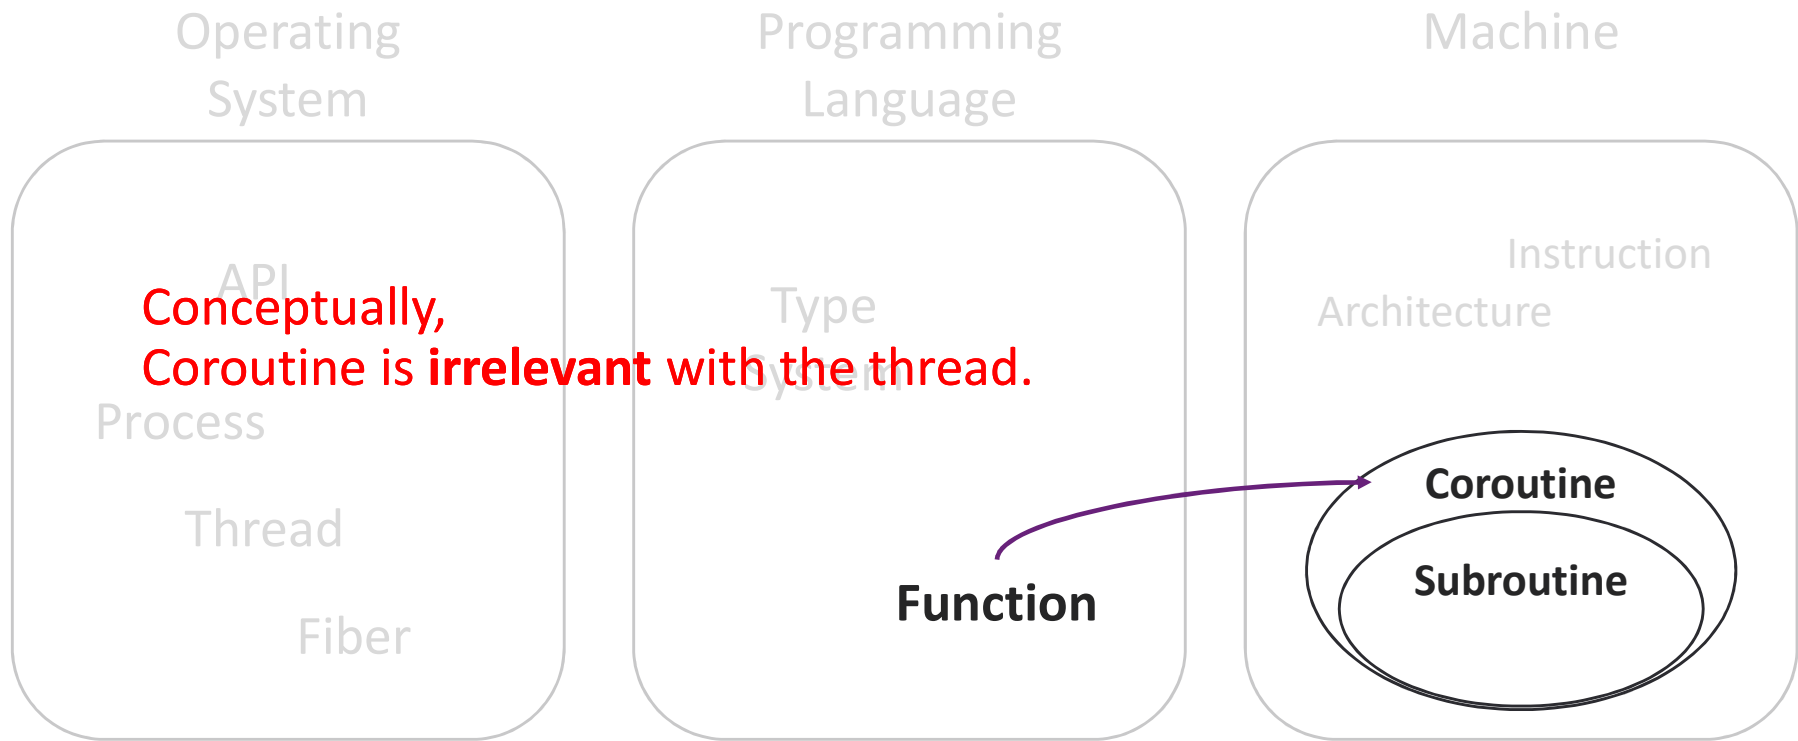 Operating
System
Programming
Language
Machine
API
Conceptually,
Coroutine is irrelevant with the thread.
Process
Thread
Fiber
Type
System
Function
Instruction
Architecture
Coroutine
Subroutine